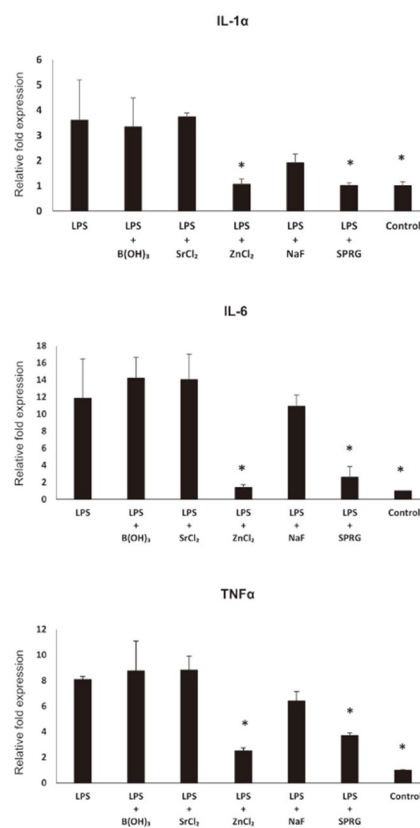 IL-1α
Relative fold expression
6
5
4
3
2
1
0
* * *
LPS LPS LPS LPS LPS LPS Control
+ + + + +
B(OH)₃ SrCl₂ ZnCl₂ NaF SPRG
IL-6
Relative fold expression
18
16
14
12
10
8
6
4
2
0
* * *
LPS LPS LPS LPS LPS LPS Control
+ + + + +
B(OH)₃ SrCl₂ ZnCl₂ NaF SPRG
TNFα
Relative fold expression
12
10
8
6
4
2
0
* * *
LPS LPS LPS LPS LPS LPS Control
+ + + + +
B(OH)₃ SrCl₂ ZnCl₂ NaF SPRG